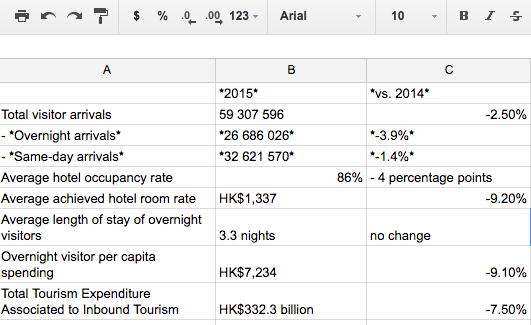 $ % .0 .00 123 Arial 10 B I S
A B C
*2015* *vs. 2014*
Total visitor arrivals 59 307 596 -2.50%
- *Overnight arrivals* *26 686 026* *-3.9%*
- *Same-day arrivals* *32 621 570* *-1.4%*
Average hotel occupancy rate 86% - 4 percentage points
Average achieved hotel room rate HK$1,337 -9.20%
Average length of stay of overnight
visitors 3.3 nights no change
Overnight visitor per capita
spending HK$7,234 -9.10%
Total Tourism Expenditure
Associated to Inbound Tourism HK$332.3 billion -7.50%